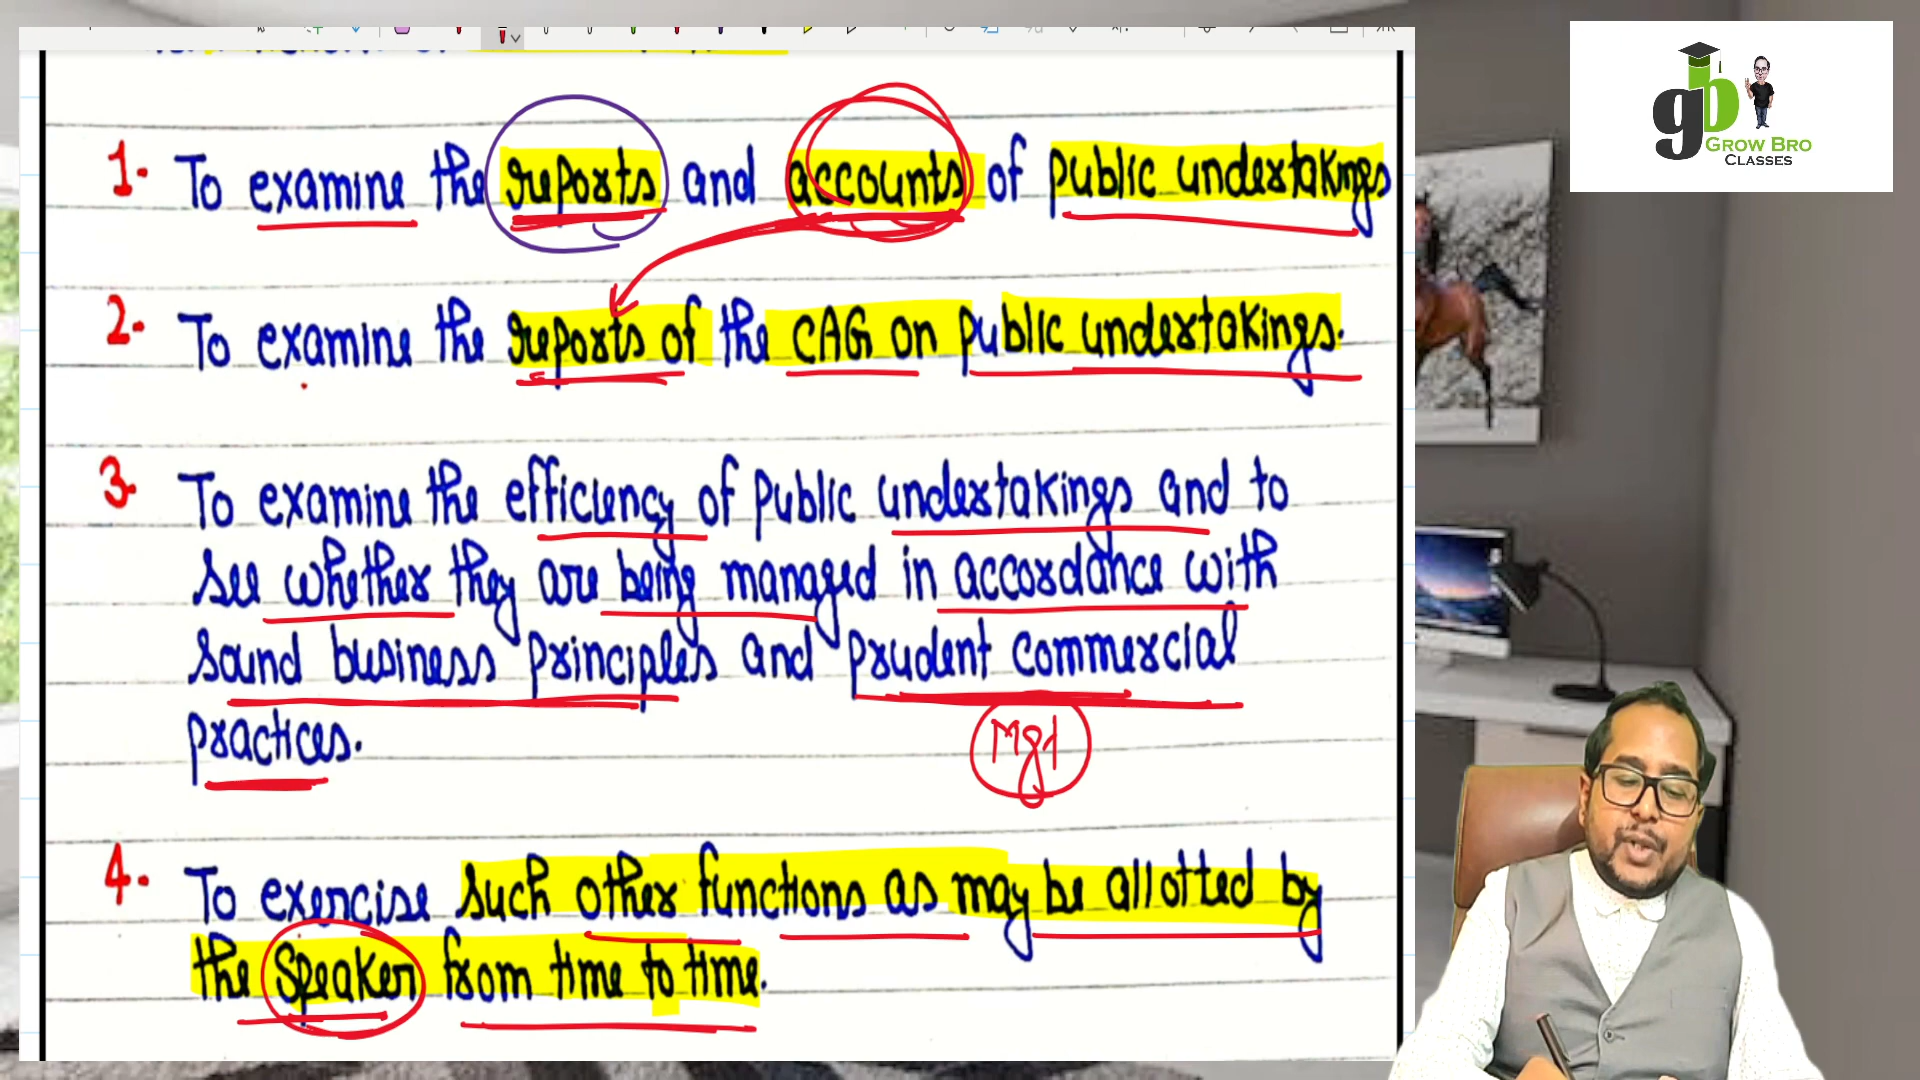 1. To examine the reports and accounts of public undertakings
2. To examine the reports of the CAG on public undertakings.
3. To examine the efficiency of public undertakings and to
see whether they are being managed in accordance with
sound business principles and prudent commercial
practices.
Mgt
4. To exercise such other functions as may be allotted by
the Speaker from time to time.
gb
GROW BRO
CLASSES